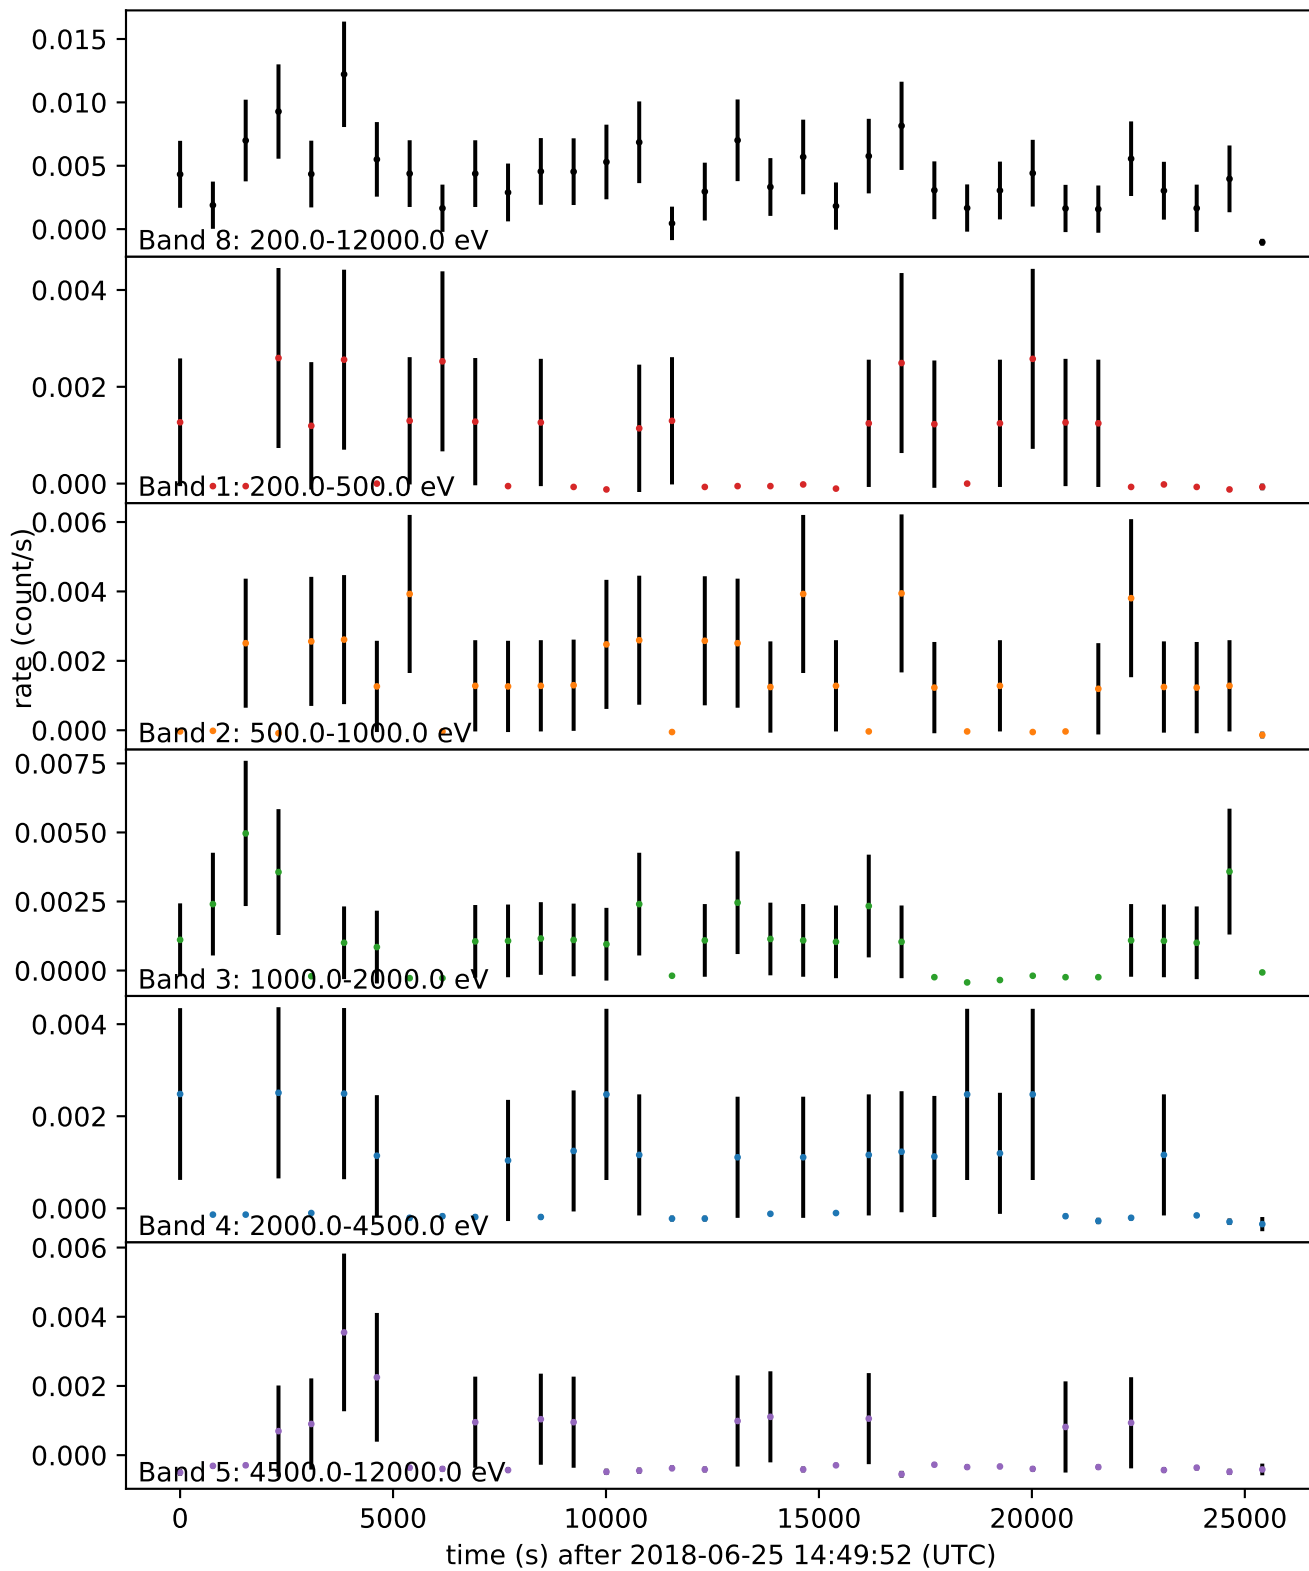 0.015
0.010
0.005
0.000
Band 8: 200.0-12000.0 eV
0.004
0.002
0.000
Band 1: 200.0-500.0 eV
0.006
0.004
0.002
0.000
Band 2: 500.0-1000.0 eV
rate (count/s)
0.0075
0.0050
0.0025
0.0000
Band 3: 1000.0-2000.0 eV
0.004
0.002
0.000
Band 4: 2000.0-4500.0 eV
0.006
0.004
0.002
0.000
Band 5: 4500.0-12000.0 eV
0 5000 10000 15000 20000 25000
time (s) after 2018-06-25 14:49:52 (UTC)